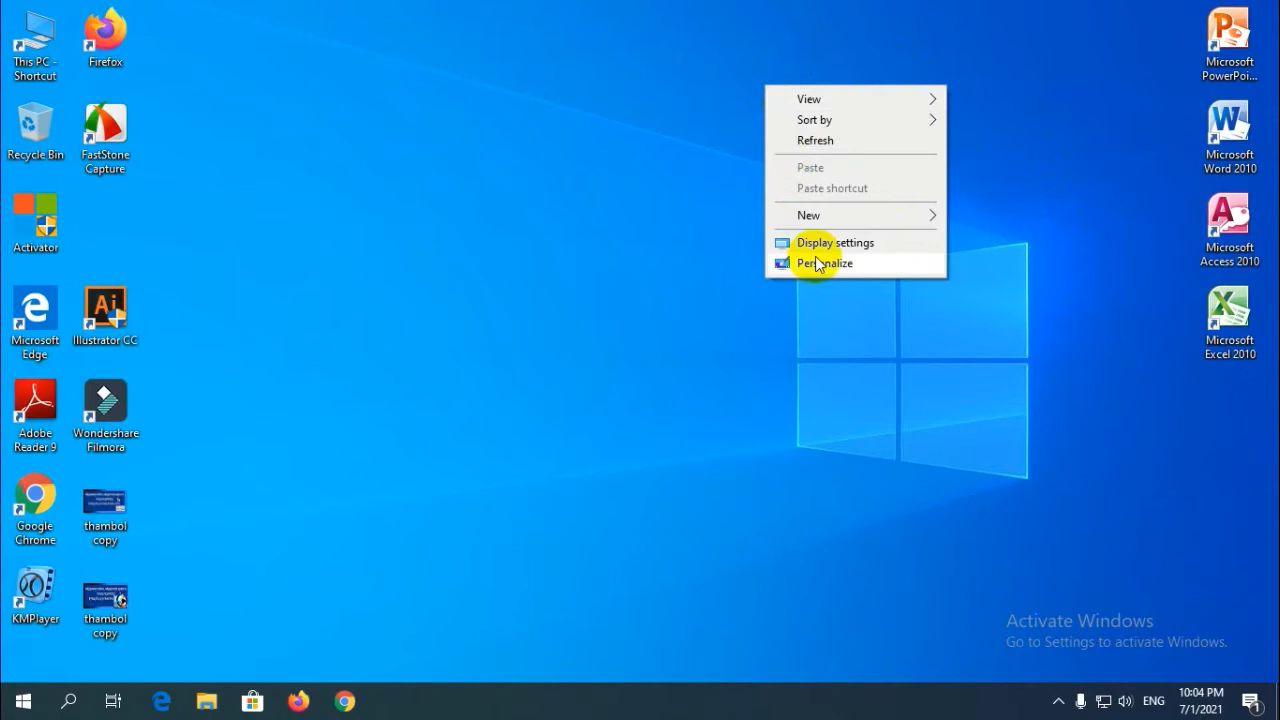 This PC -
Shortcut
Firefox
Recycle Bin
FastStone
Capture
Activator
Microsoft
Edge
Illustrator CC
Adobe
Reader 9
Wondershare
Filmora
Google
Chrome
thambol
copy
KMPlayer
thambol
copy
View
Sort by
Refresh
Paste
Paste shortcut
New
Display settings
Personalize
Microsoft
PowerPoi...
Microsoft
Word 2010
Microsoft
Access 2010
Microsoft
Excel 2010
Activate Windows
Go to Settings to activate Windows.
ENG
10:04 PM
7/1/2021
1